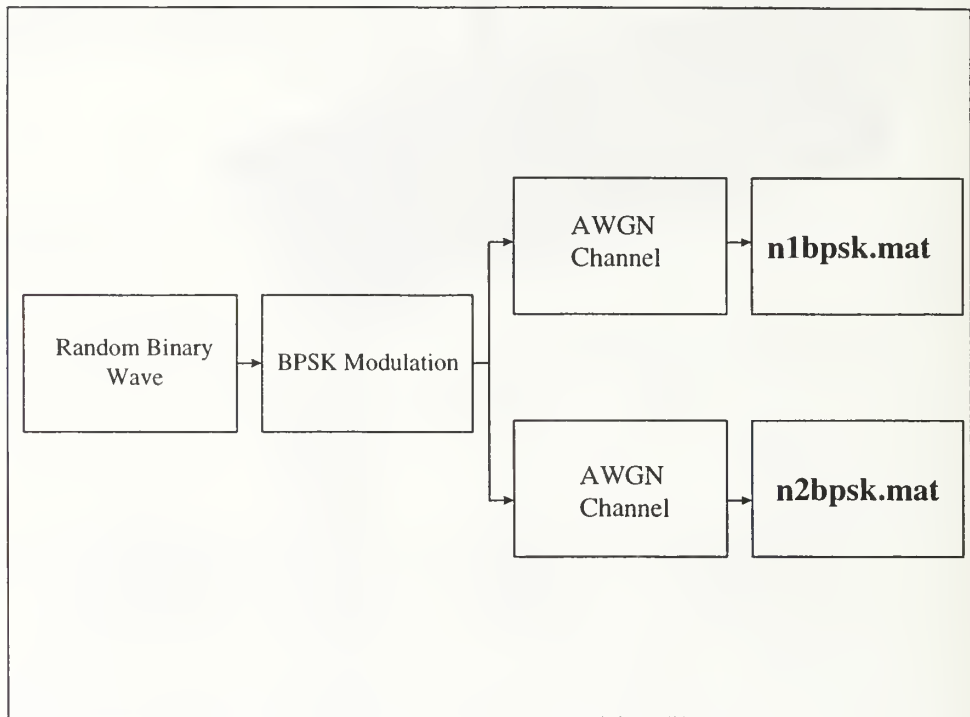 AWGN
Channel
n1bpsk.mat
Random Binary
Wave
BPSK Modulation
AWGN
Channel
n2bpsk.mat